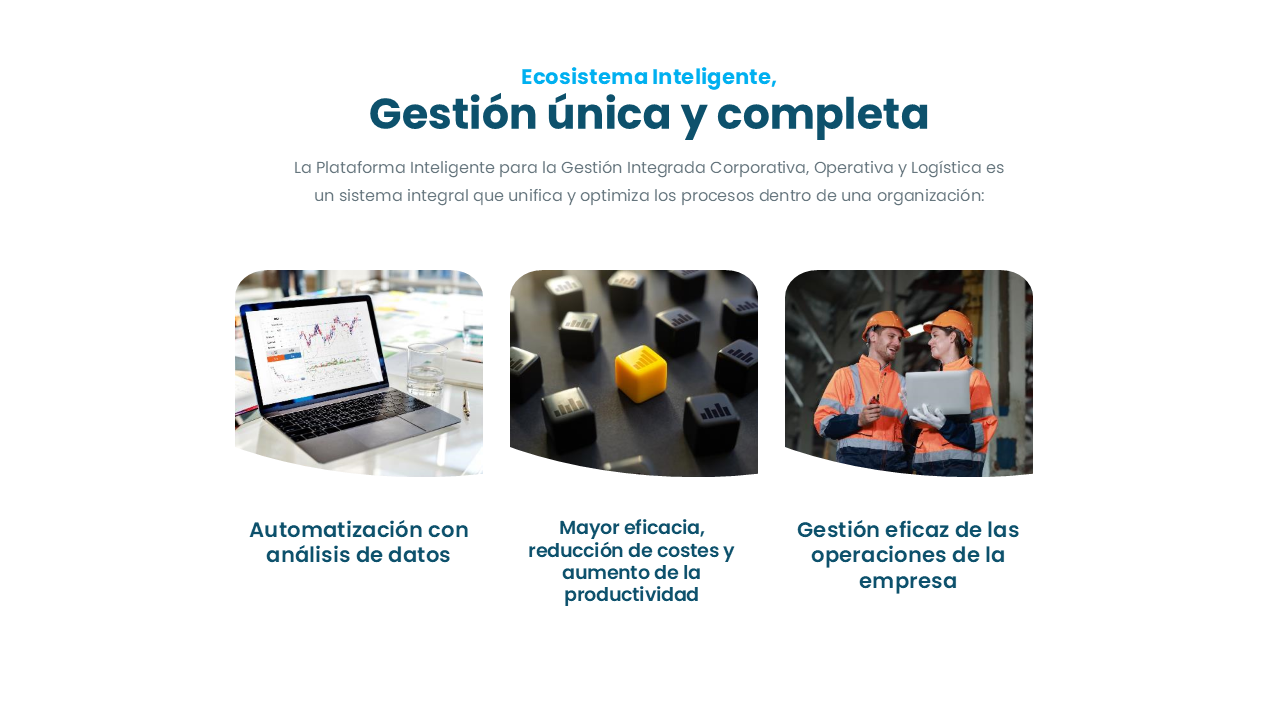 Ecosistema Inteligente,
Gestión única y completa
La Plataforma Inteligente para la Gestión Integrada Corporativa, Operativa y Logística es
un sistema integral que unifica y optimiza los procesos dentro de una organización:
Automatización con
análisis de datos
Mayor eficacia,
reducción de costes y
aumento de la
productividad
Gestión eficaz de las
operaciones de la
empresa